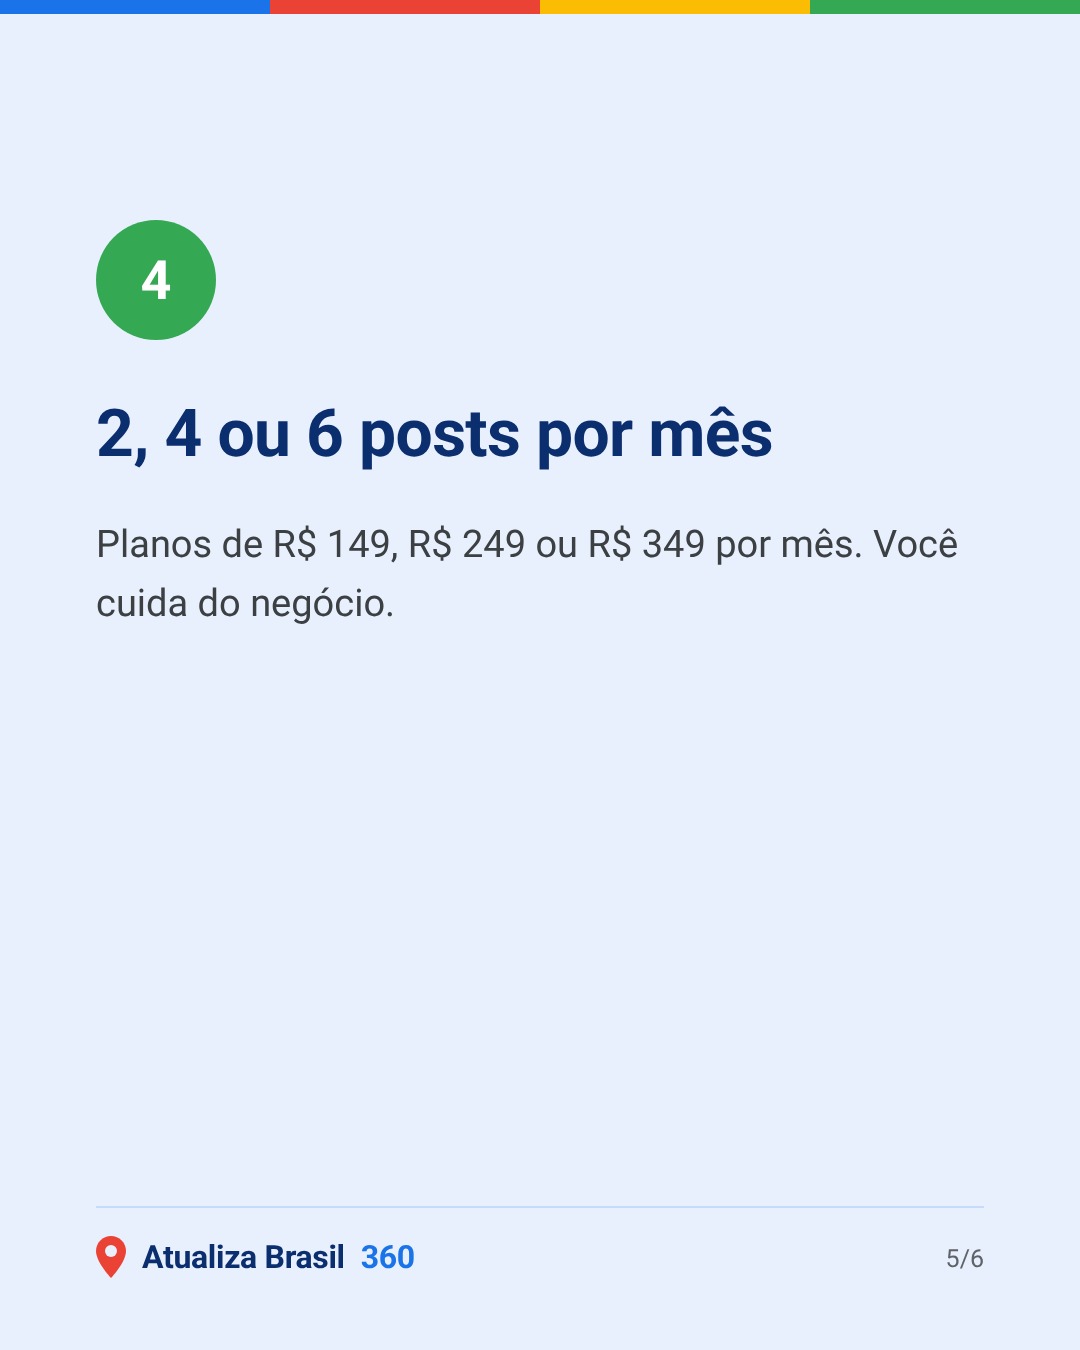 4
2, 4 ou 6 posts por mês
Planos de R$ 149, R$ 249 ou R$ 349 por mês. Você
cuida do negócio.
Atualiza Brasil 360
5/6